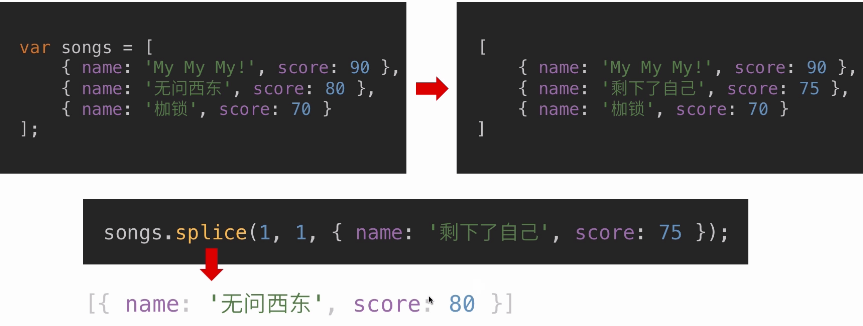 var songs = [
{ name: 'My My My!', score: 90 },
{ name: '无问西东', score: 80 },
{ name: '枷锁', score: 70 }
];
[
{ name: 'My My My!', score: 90 },
{ name: '剩下了自己', score: 75 },
{ name: '枷锁', score: 70 }
]
songs.splice(1, 1, { name: '剩下了自己', score: 75 });
[{ name: '无问西东', score: 80 }]